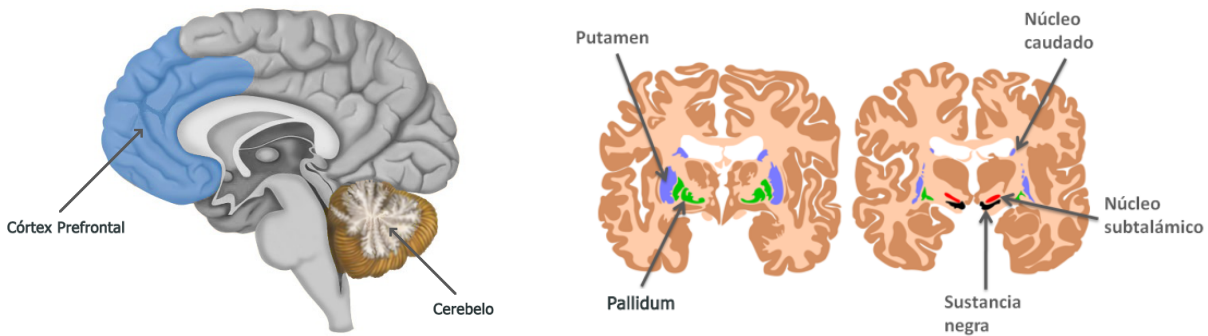 Córtex Prefrontal
Cerebelo
Putamen
Pallidum
Núcleo
caudado
Núcleo
subtalámico
Sustancia
negra